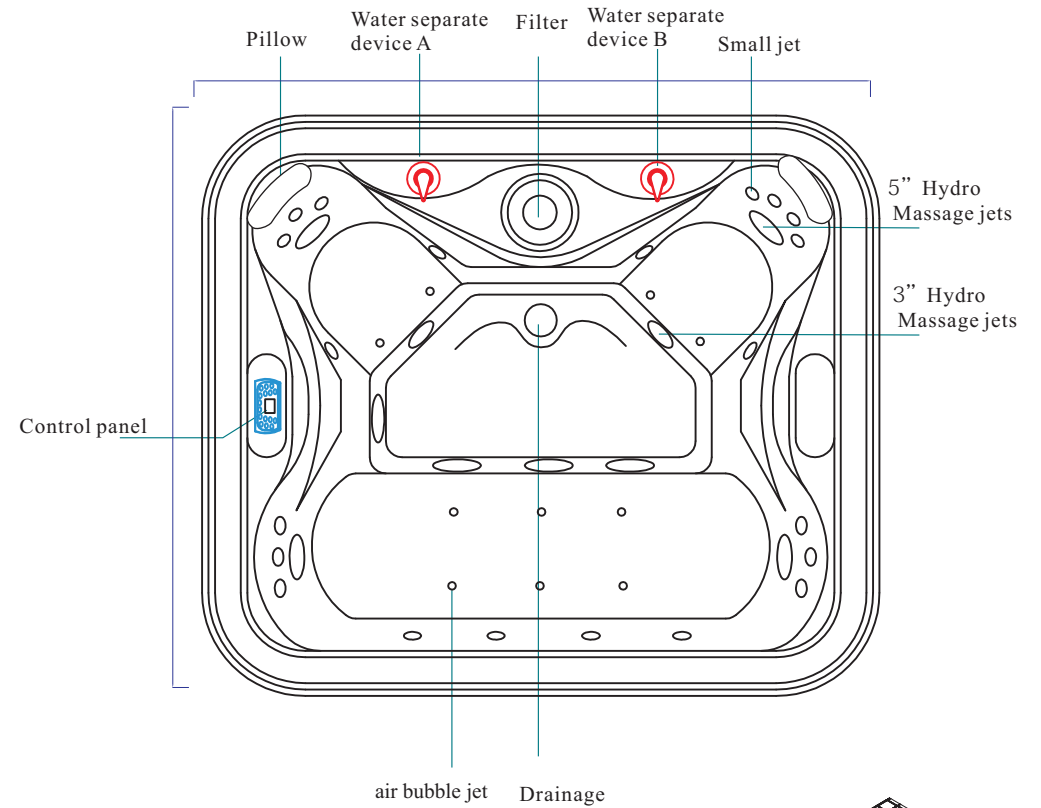 Water separate
device A
Filter
Water separate
device B
Pillow
Small jet
5” Hydro
Massage jets
3” Hydro
Massage jets
Control panel
air bubble jet
Drainage